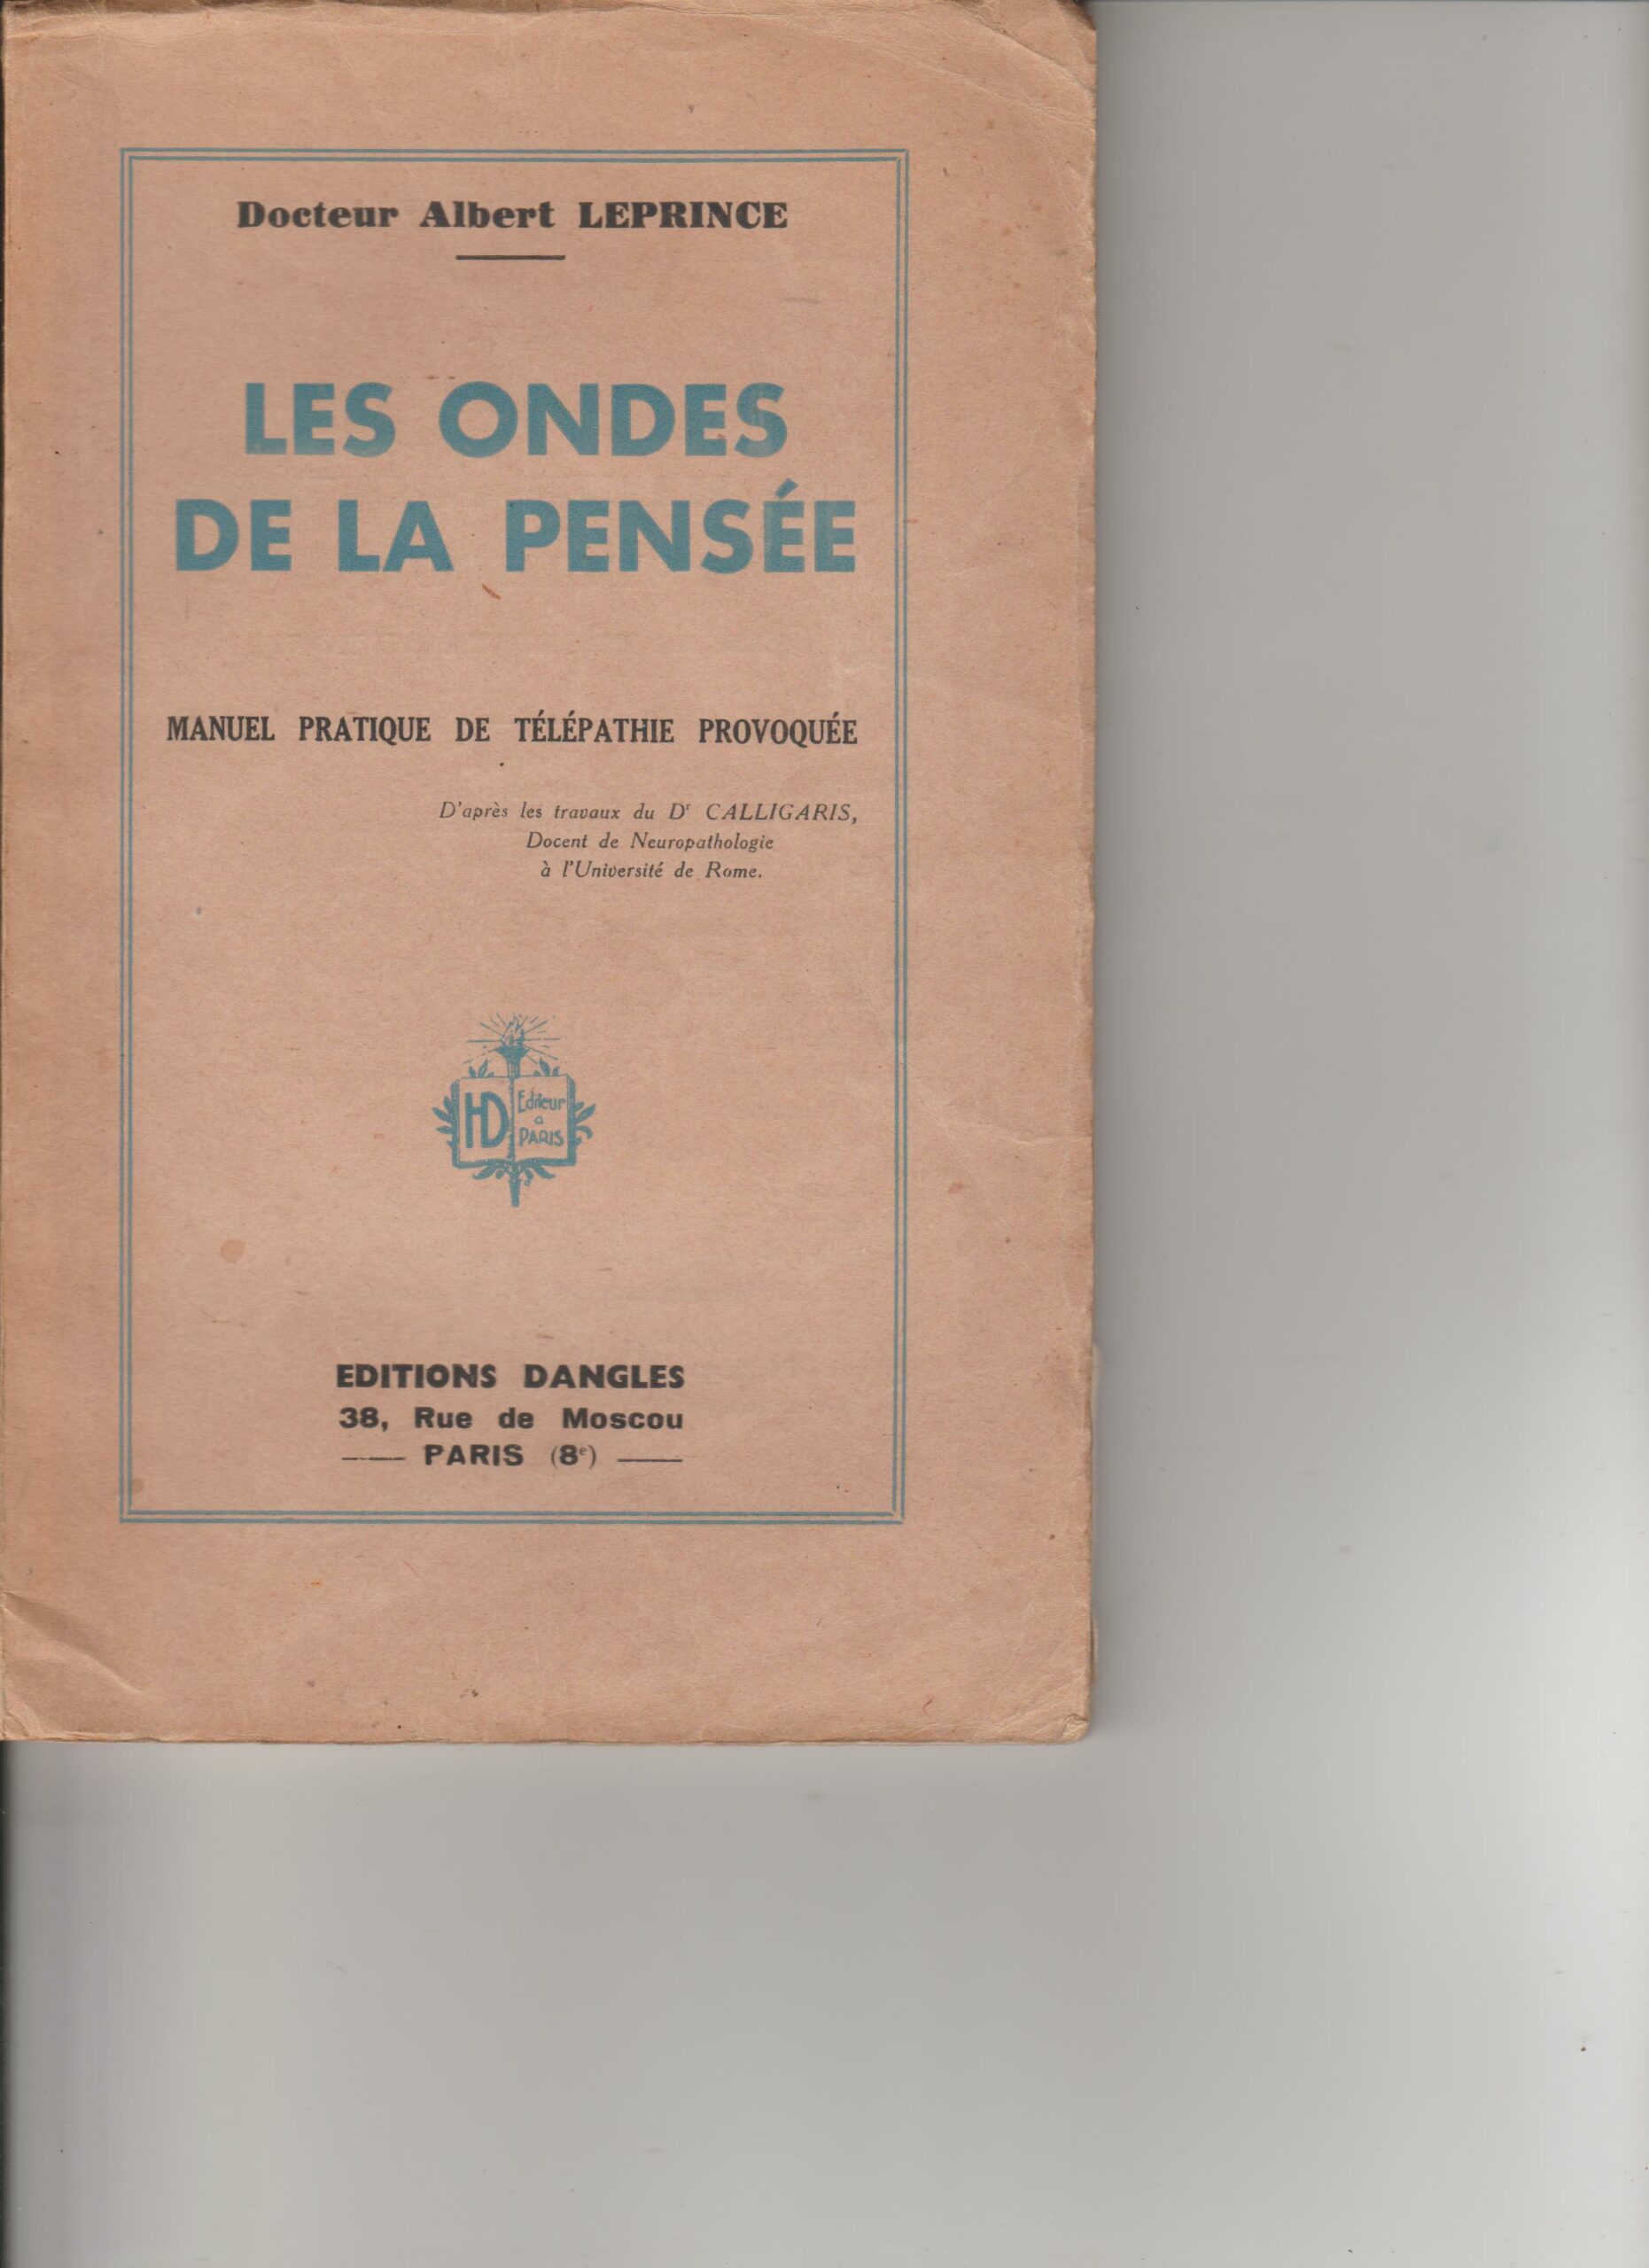 Docteur Albert LEPRINCE
LES ONDES
DE LA PENSÉE
MANUEL PRATIQUE DE TÉLÉPATHIE PROVOQUÉE
D'après les travaux du Dr CALLIGARIS,
Docent de Neuropathologie
à l'Université de Rome.
HD
Editeur
a
PARIS
EDITIONS DANGLES
38, Rue de Moscou
PARIS (8e)